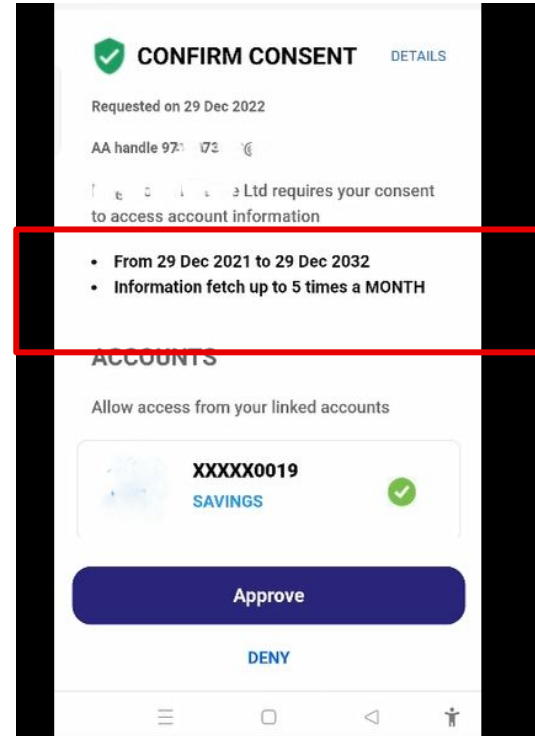 CONFIRM CONSENT DETAILS
Requested on 29 Dec 2022
AA handle
Ltd requires your consent
to access account information
• From 29 Dec 2021 to 29 Dec 2032
• Information fetch up to 5 times a MONTH
ACCOUNTS
Allow access from your linked accounts
XXXXX0019
SAVINGS
Approve
DENY